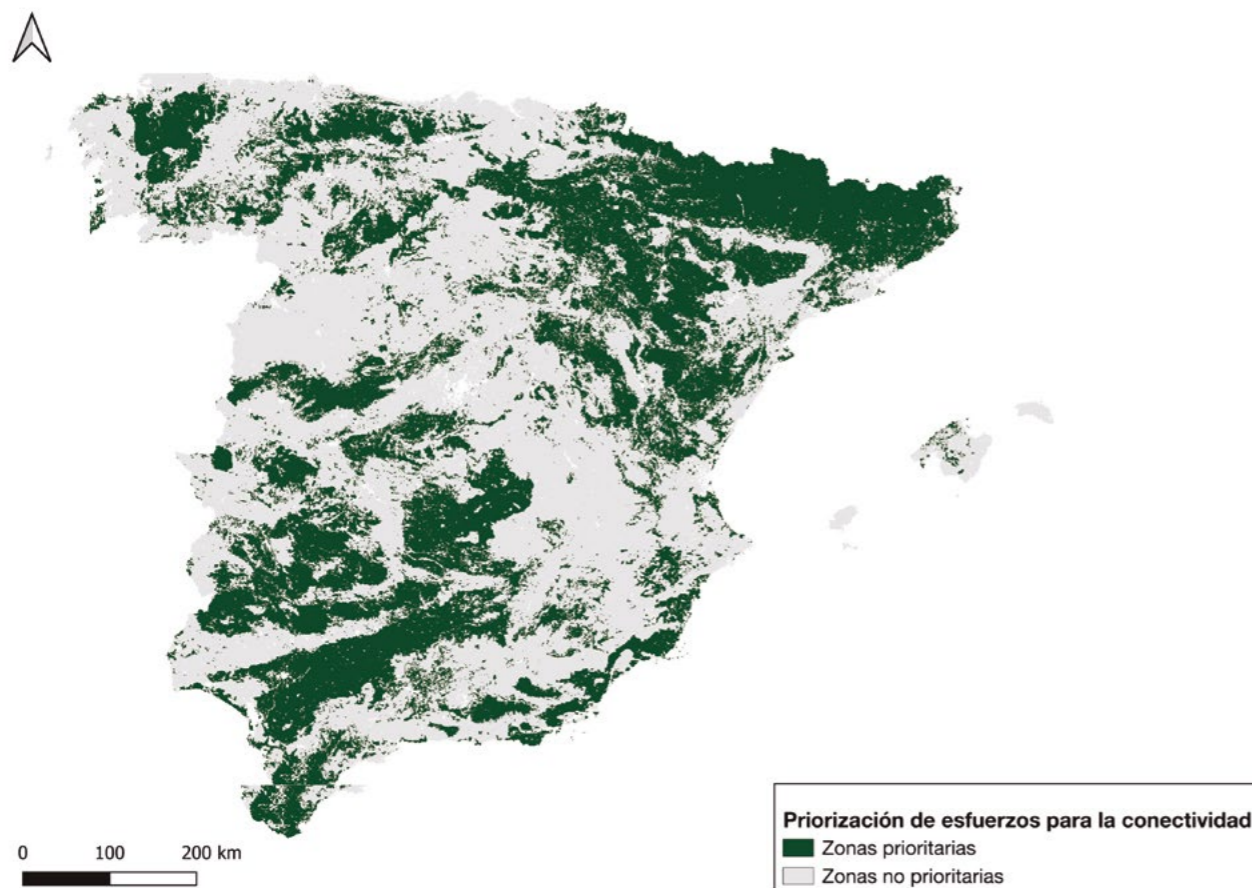 0 100 200 km
Priorización de esfuerzos para la conectividad
Zonas prioritarias
Zonas no prioritarias